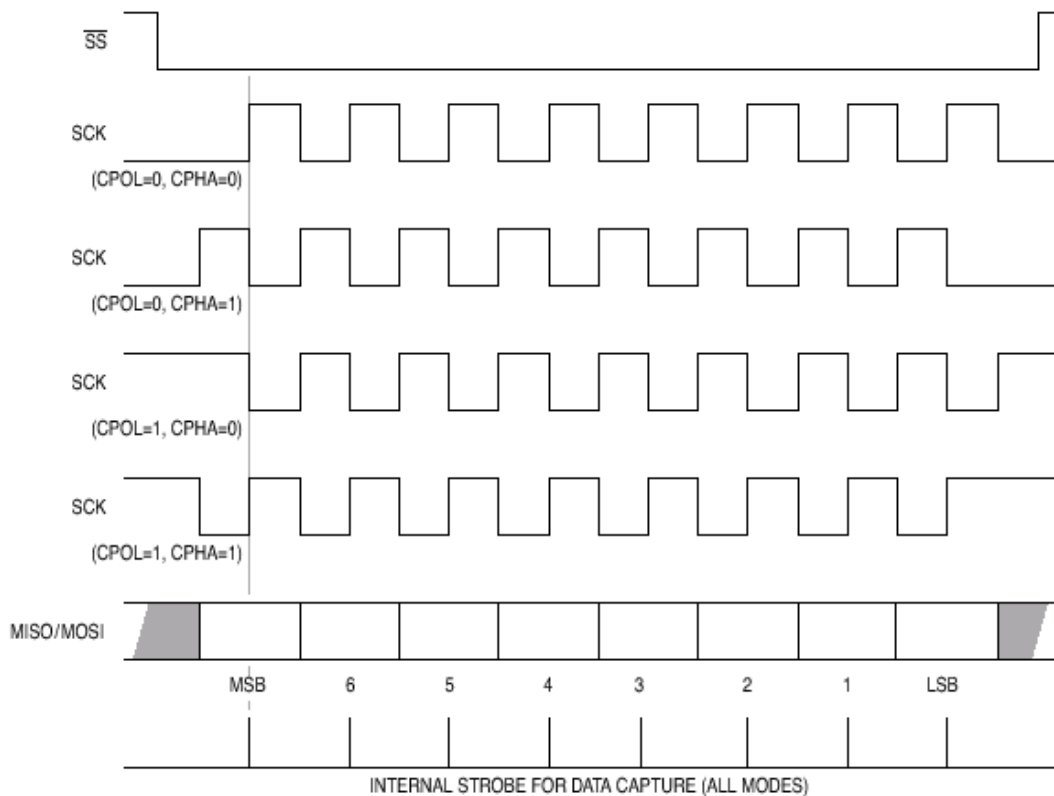 SS
SCK
(CPOL=0, CPHA=0)
SCK
(CPOL=0, CPHA=1)
SCK
(CPOL=1, CPHA=0)
SCK
(CPOL=1, CPHA=1)
MISO/MOSI
MSB 6 5 4 3 2 1 LSB
INTERNAL STROBE FOR DATA CAPTURE (ALL MODES)